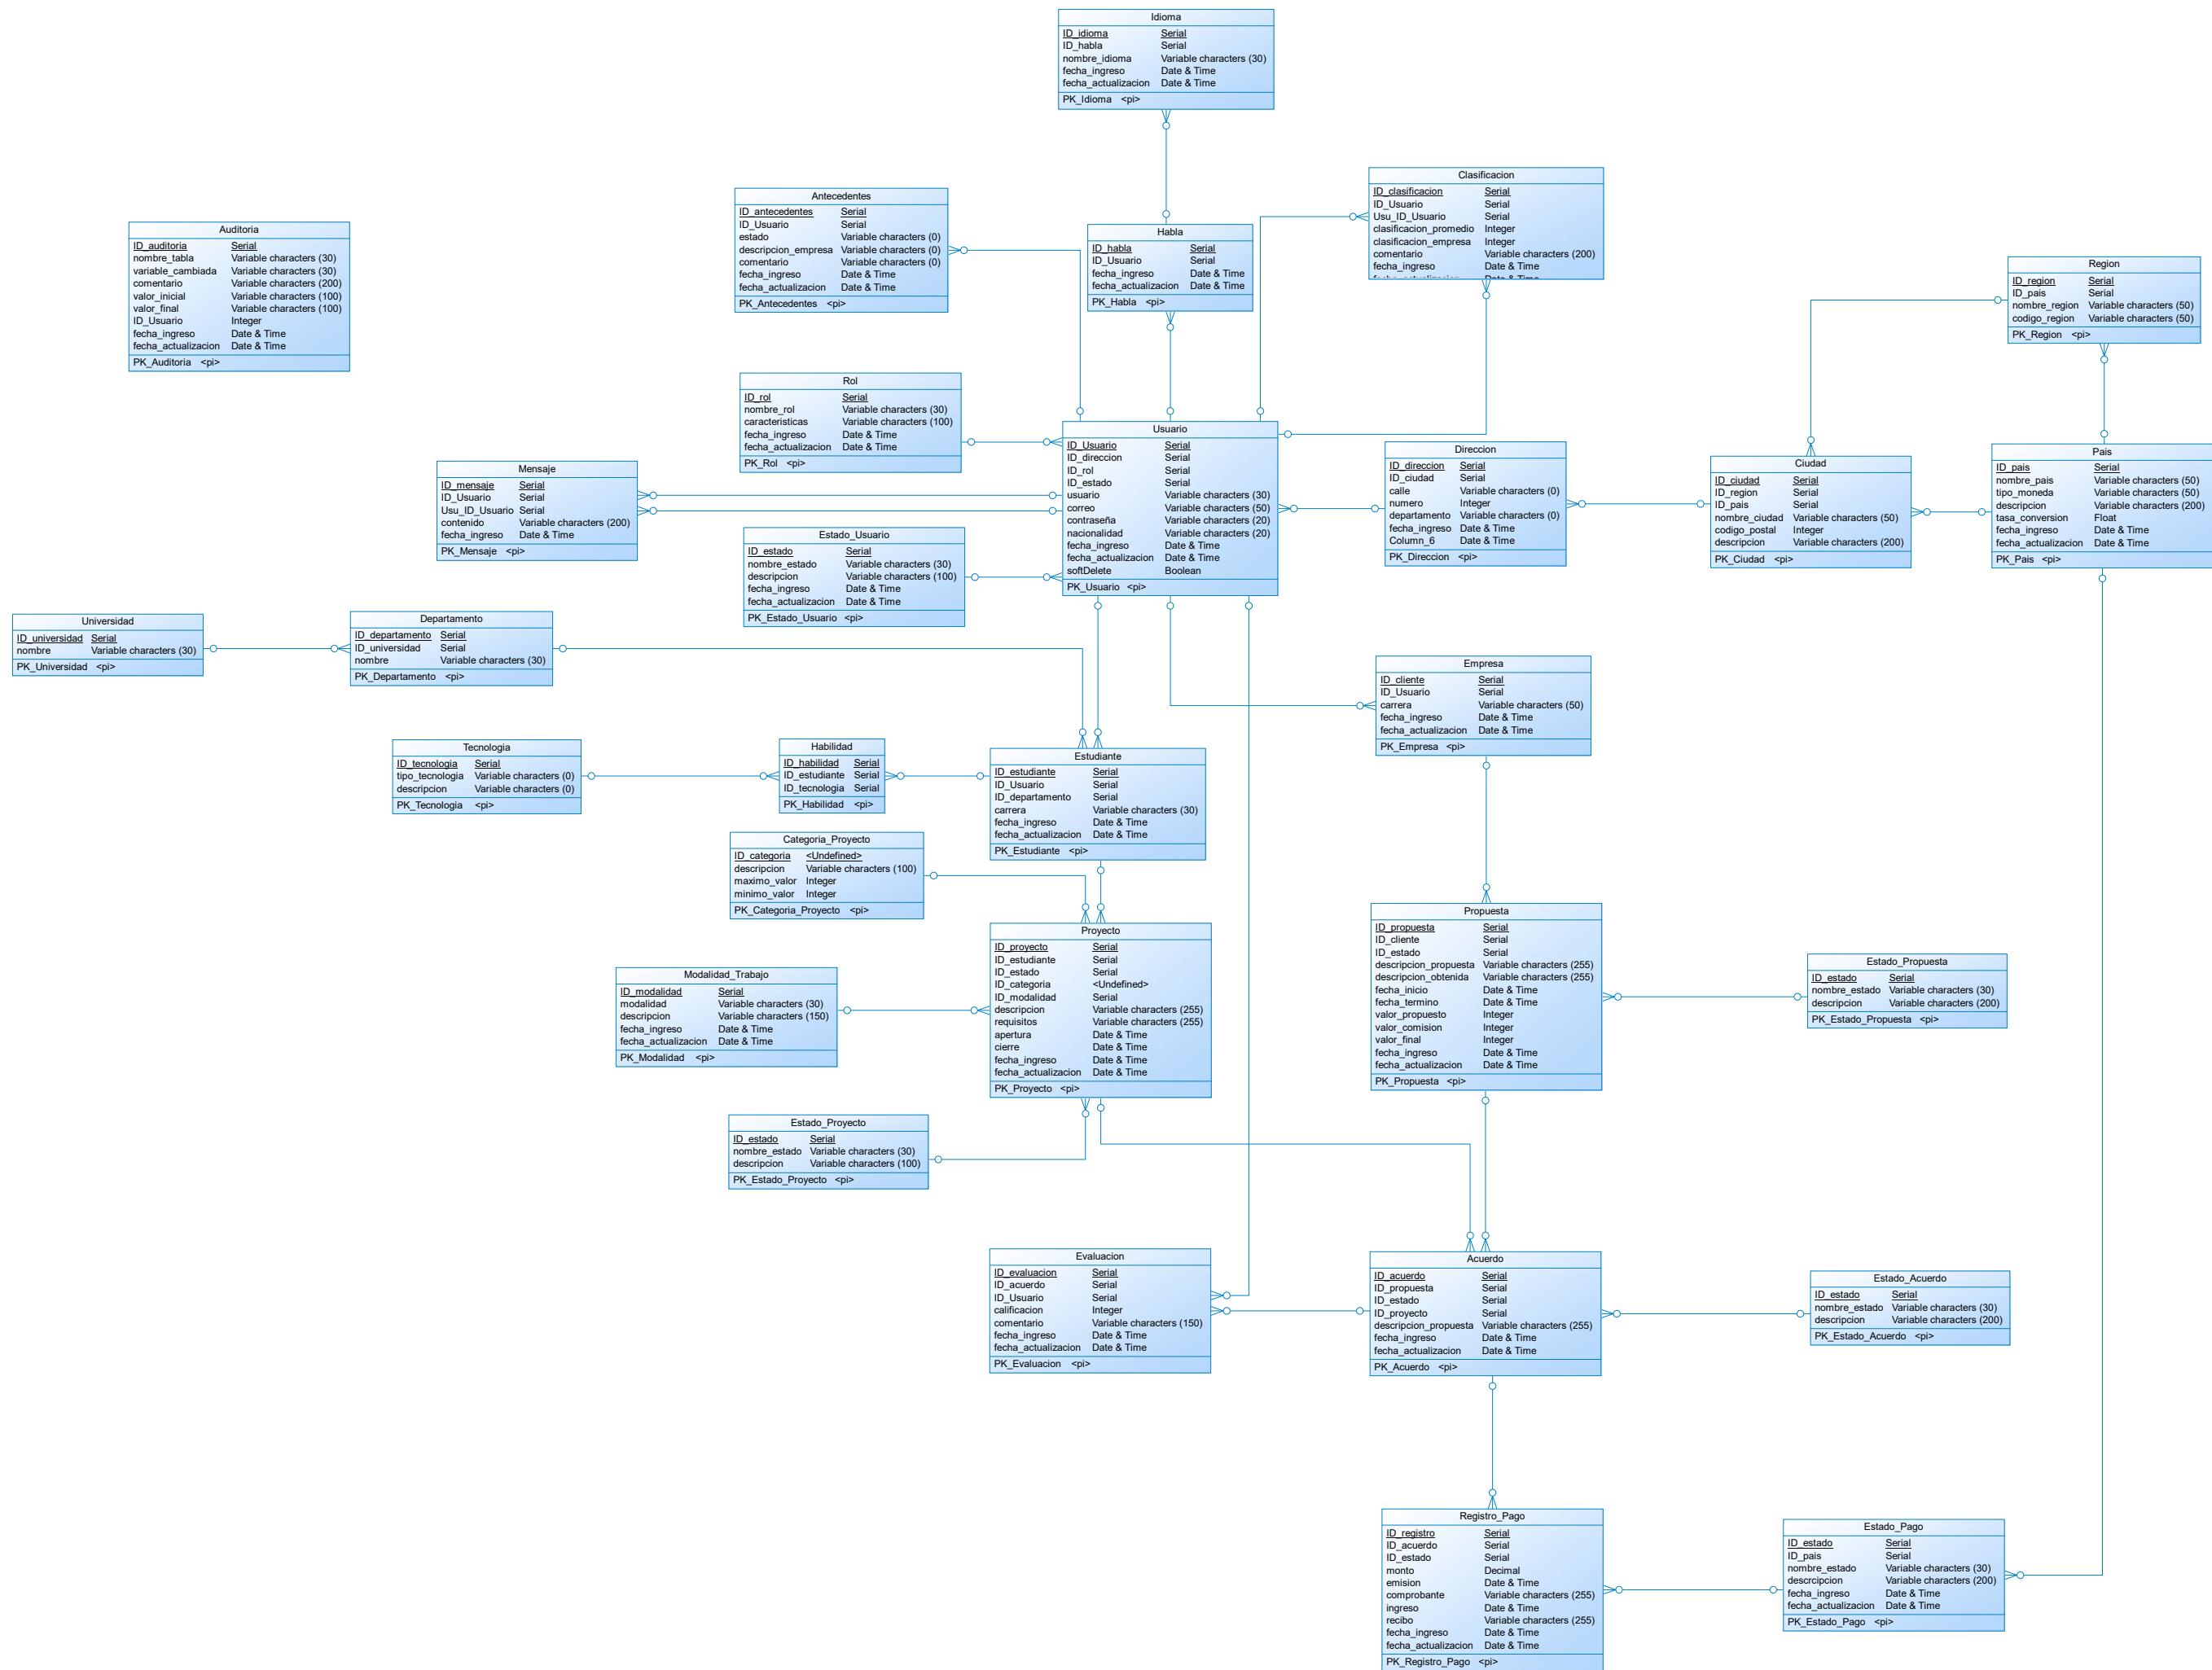 Idioma
ID_idioma Serial
ID_habla Serial
nombre_idioma Variable characters (30)
fecha_ingreso Date & Time
fecha_actualizacion Date & Time
PK_Idioma <pi>
Clasificacion
ID_clasificacion Serial
ID_Usuario Serial
Usu_ID_Usuario Serial
clasificacion_promedio Integer
clasificacion_empresa Integer
comentario Variable characters (200)
fecha_ingreso Date & Time
Antecedentes
ID_antecedentes Serial
ID_Usuario Serial
estado Variable characters (0)
descripcion_empresa Variable characters (0)
comentario Variable characters (0)
fecha_ingreso Date & Time
fecha_actualizacion Date & Time
PK_Antecedentes <pi>
Auditoria
ID_auditoria Serial
nombre_tabla Variable characters (30)
variable_cambiada Variable characters (30)
comentario Variable characters (200)
valor_inicial Variable characters (100)
valor_final Variable characters (100)
ID_Usuario Integer
fecha_ingreso Date & Time
fecha_actualizacion Date & Time
PK_Auditoria <pi>
Habla
ID_habla Serial
ID_Usuario Serial
fecha_ingreso Date & Time
fecha_actualizacion Date & Time
PK_Habla <pi>
Region
ID_region Serial
ID_pais Serial
nombre_region Variable characters (50)
codigo_region Variable characters (50)
PK_Region <pi>
Rol
ID_rol Serial
nombre_rol Variable characters (30)
caracteristicas Variable characters (100)
fecha_ingreso Date & Time
fecha_actualizacion Date & Time
PK_Rol <pi>
Usuario
ID_Usuario Serial
ID_direccion Serial
ID_rol Serial
ID_estado Serial
usuario Variable characters (30)
correo Variable characters (50)
contraseña Variable characters (20)
nacionalidad Variable characters (20)
fecha_ingreso Date & Time
fecha_actualizacion Date & Time
softDelete Boolean
PK_Usuario <pi>
Direccion
ID_direccion Serial
ID_ciudad Serial
calle Variable characters (0)
numero Integer
departamento Variable characters (0)
fecha_ingreso Date & Time
Column_6 Date & Time
PK_Direccion <pi>
Ciudad
ID_ciudad Serial
ID_region Serial
ID_pais Serial
nombre_ciudad Variable characters (50)
codigo_postal Integer
descripcion Variable characters (200)
PK_Ciudad <pi>
Pais
ID_pais Serial
nombre_pais Variable characters (50)
tipo_moneda Variable characters (50)
descripcion Variable characters (200)
tasa_conversion Float
fecha_ingreso Date & Time
fecha_actualizacion Date & Time
PK_Pais <pi>
Mensaje
ID_mensaje Serial
ID_Usuario Serial
Usu_ID_Usuario Serial
contenido Variable characters (200)
fecha_ingreso Date & Time
PK_Mensaje <pi>
Estado_Usuario
ID_estado Serial
nombre_estado Variable characters (30)
descripcion Variable characters (100)
fecha_ingreso Date & Time
fecha_actualizacion Date & Time
PK_Estado_Usuario <pi>
Universidad
ID_universidad Serial
nombre Variable characters (30)
PK_Universidad <pi>
Departamento
ID_departamento Serial
ID_universidad Serial
nombre Variable characters (30)
PK_Departamento <pi>
Empresa
ID_cliente Serial
ID_Usuario Serial
carrera Variable characters (50)
fecha_ingreso Date & Time
fecha_actualizacion Date & Time
PK_Empresa <pi>
Tecnologia
ID_tecnologia Serial
tipo_tecnologia Variable characters (0)
descripcion Variable characters (0)
PK_Tecnologia <pi>
Habilidad
ID_habilidad Serial
ID_estudiante Serial
ID_tecnologia Serial
PK_Habilidad <pi>
Estudiante
ID_estudiante Serial
ID_Usuario Serial
ID_departamento Serial
carrera Variable characters (30)
fecha_ingreso Date & Time
fecha_actualizacion Date & Time
PK_Estudiante <pi>
Categoria_Proyecto
ID_categoria <Undefined>
descripcion Variable characters (100)
maximo_valor Integer
minimo_valor Integer
PK_Categoria_Proyecto <pi>
Proyecto
ID_proyecto Serial
ID_estudiante Serial
ID_estado Serial
ID_categoria <Undefined>
ID_modalidad Serial
descripcion Variable characters (255)
requisitos Variable characters (255)
apertura Date & Time
cierre Date & Time
fecha_ingreso Date & Time
fecha_actualizacion Date & Time
PK_Proyecto <pi>
Propuesta
ID_propuesta Serial
ID_cliente Serial
ID_estado Serial
descripcion_propuesta Variable characters (255)
descripcion_obtenida Variable characters (255)
fecha_inicio Date & Time
fecha_termino Date & Time
valor_propuesto Integer
valor_comision Integer
valor_final Integer
fecha_ingreso Date & Time
fecha_actualizacion Date & Time
PK_Propuesta <pi>
Estado_Propuesta
ID_estado Serial
nombre_estado Variable characters (30)
descripcion Variable characters (200)
PK_Estado_Propuesta <pi>
Modalidad_Trabajo
ID_modalidad Serial
modalidad Variable characters (30)
descripcion Variable characters (150)
fecha_ingreso Date & Time
fecha_actualizacion Date & Time
PK_Modalidad <pi>
Estado_Proyecto
ID_estado Serial
nombre_estado Variable characters (30)
descripcion Variable characters (100)
PK_Estado_Proyecto <pi>
Evaluacion
ID_evaluacion Serial
ID_acuerdo Serial
ID_Usuario Serial
calificacion Integer
comentario Variable characters (150)
fecha_ingreso Date & Time
fecha_actualizacion Date & Time
PK_Evaluacion <pi>
Acuerdo
ID_acuerdo Serial
ID_propuesta Serial
ID_estado Serial
ID_proyecto Serial
descripcion_propuesta Variable characters (255)
fecha_ingreso Date & Time
fecha_actualizacion Date & Time
PK_Acuerdo <pi>
Estado_Acuerdo
ID_estado Serial
nombre_estado Variable characters (30)
descripcion Variable characters (200)
PK_Estado_Acuerdo <pi>
Registro_Pago
ID_registro Serial
ID_acuerdo Serial
ID_estado Serial
monto Decimal
emision Date & Time
comprobante Variable characters (255)
ingreso Date & Time
recibo Variable characters (255)
fecha_ingreso Date & Time
fecha_actualizacion Date & Time
PK_Registro_Pago <pi>
Estado_Pago
ID_estado Serial
ID_pais Serial
nombre_estado Variable characters (30)
descrcipcion Variable characters (200)
fecha_ingreso Date & Time
fecha_actualizacion Date & Time
PK_Estado_Pago <pi>